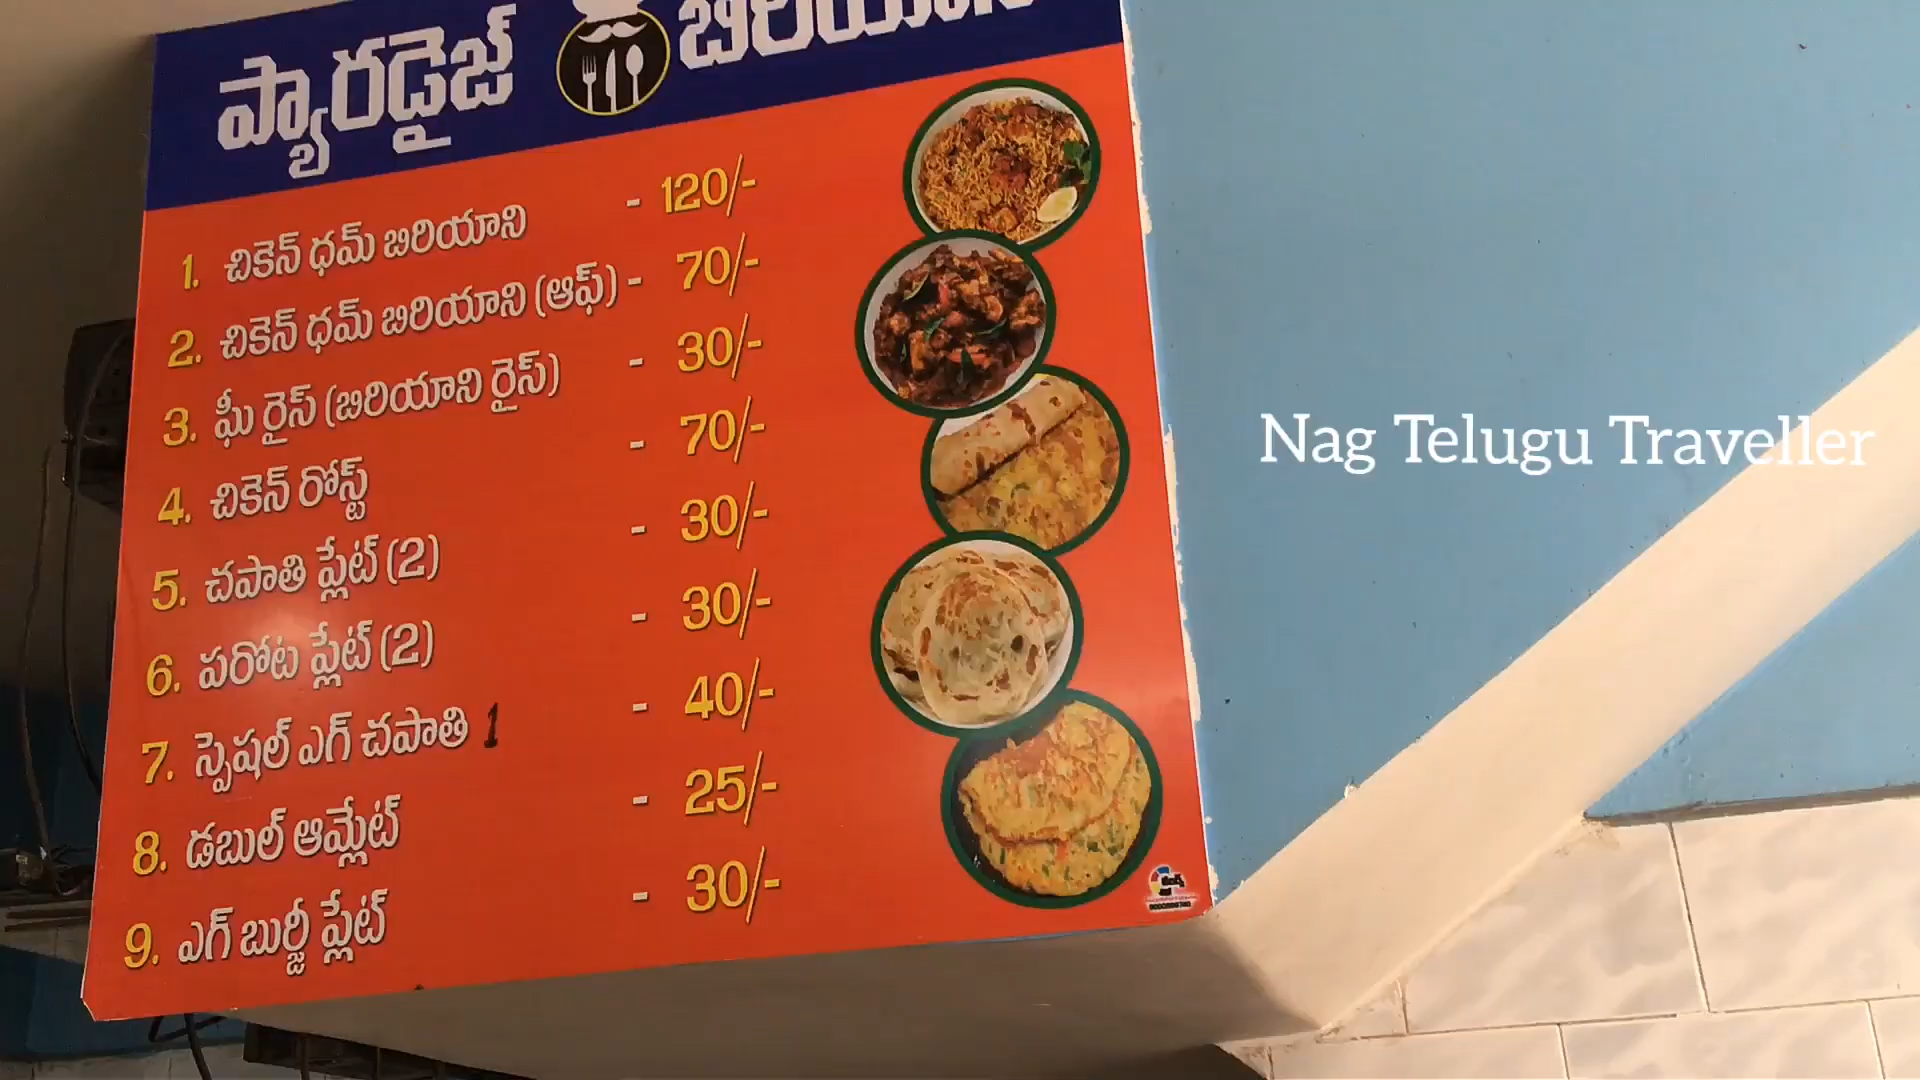 ప్యారడైజ్ బిరియాని
1. చికెన్ ధమ్ బిరియాని - 120/-
2. చికెన్ ధమ్ బిరియాని (ఆఫ్) - 70/-
3. ఘీ రైస్ (బిరియాని రైస్) - 30/-
4. చికెన్ రోస్ట్ - 70/-
5. చపాతి ప్లేట్ (2) - 30/-
6. పరోట ప్లేట్ (2) - 30/-
7. స్పెషల్ ఎగ్ చపాతి 1 - 40/-
8. డబుల్ ఆమ్లేట్ - 25/-
9. ఎగ్ బుర్జీ ప్లేట్ - 30/-
Nag Telugu Traveller